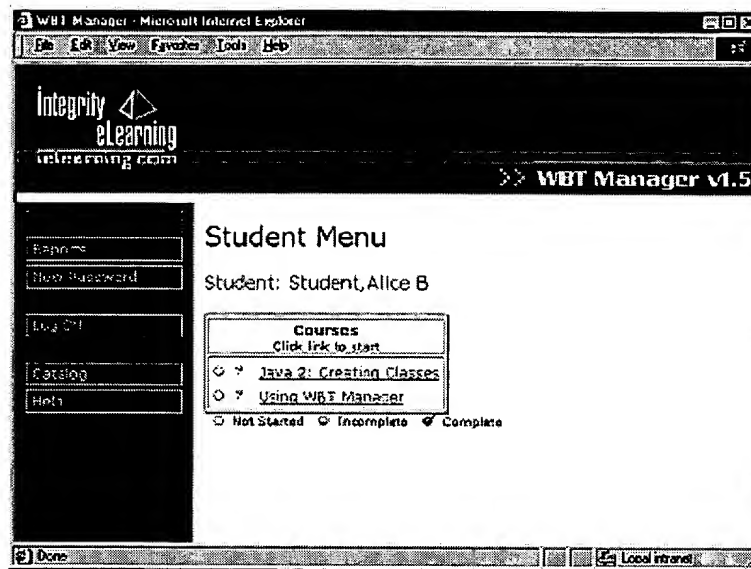 WBT Manager - Microsoft Internet Explorer
File Edit View Favorites Tools Help
Integrity
eLearning
ielearning.com
>> WBT Manager v1.5
Reports
New Password
Log Off
Catalog
Help
Student Menu
Student: Student,Alice B
Courses
Click link to start
? Java 2: Creating Classes
? Using WBT Manager
Not Started Incomplete Complete
Done
Local intranet